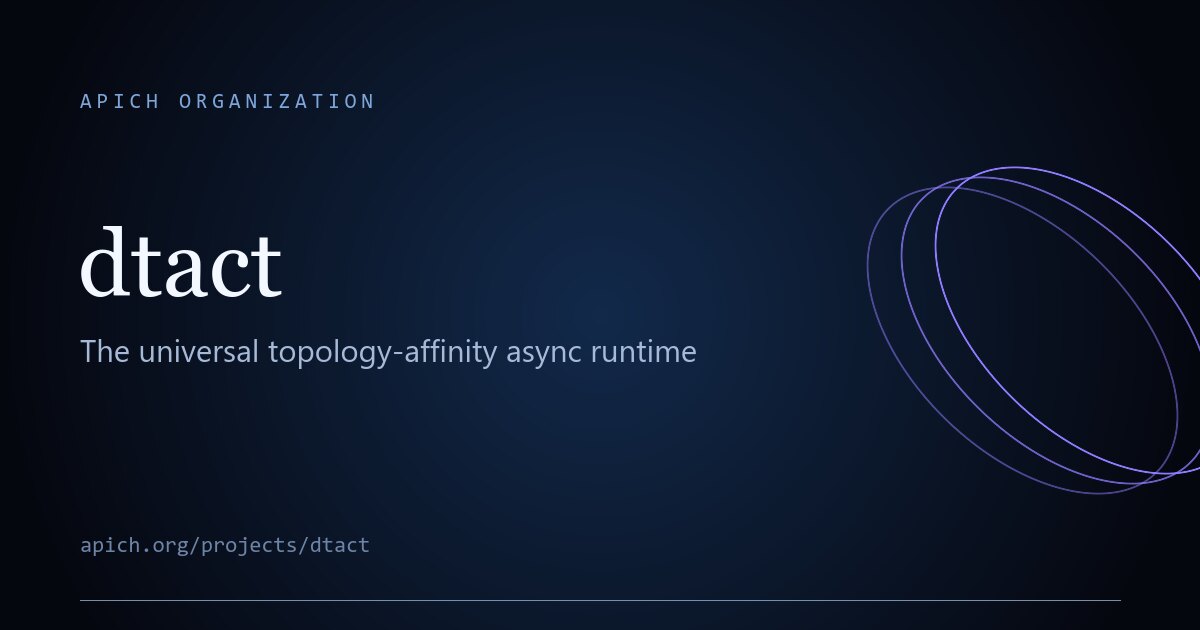 APICH ORGANIZATION
dtact
The universal topology-affinity async runtime
apich.org/projects/dtact